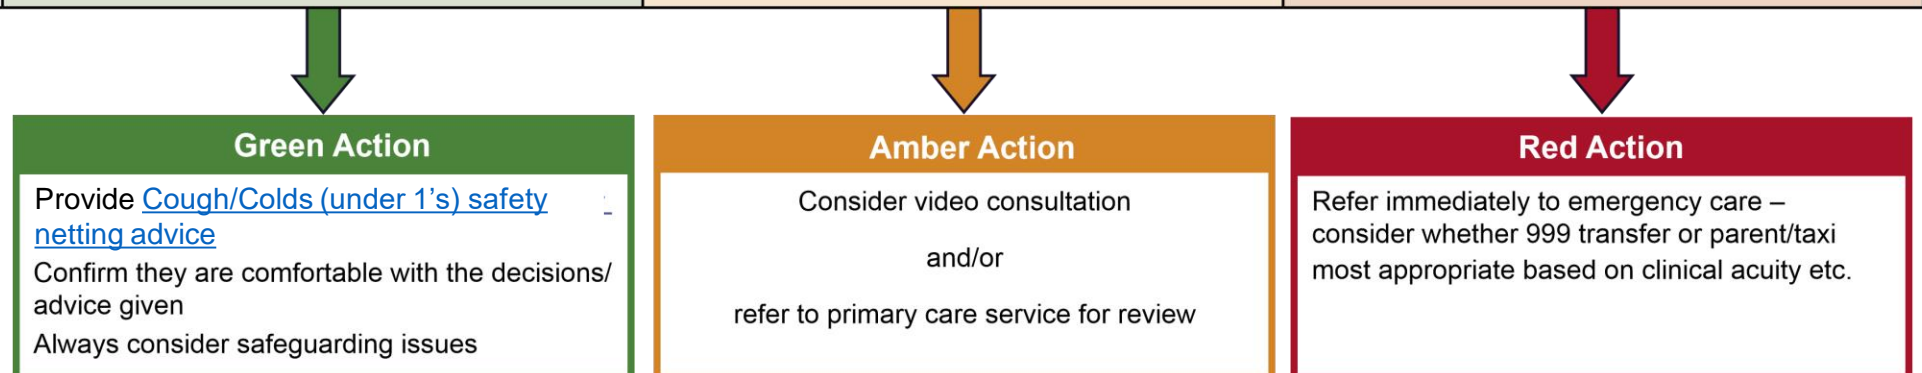 Green Action
Provide Cough/Colds (under 1's) safety
netting advice
Confirm they are comfortable with the decisions/
advice given
Always consider safeguarding issues
Amber Action
Consider video consultation
and/or
refer to primary care service for review
Red Action
Refer immediately to emergency care –
consider whether 999 transfer or parent/taxi
most appropriate based on clinical acuity etc.